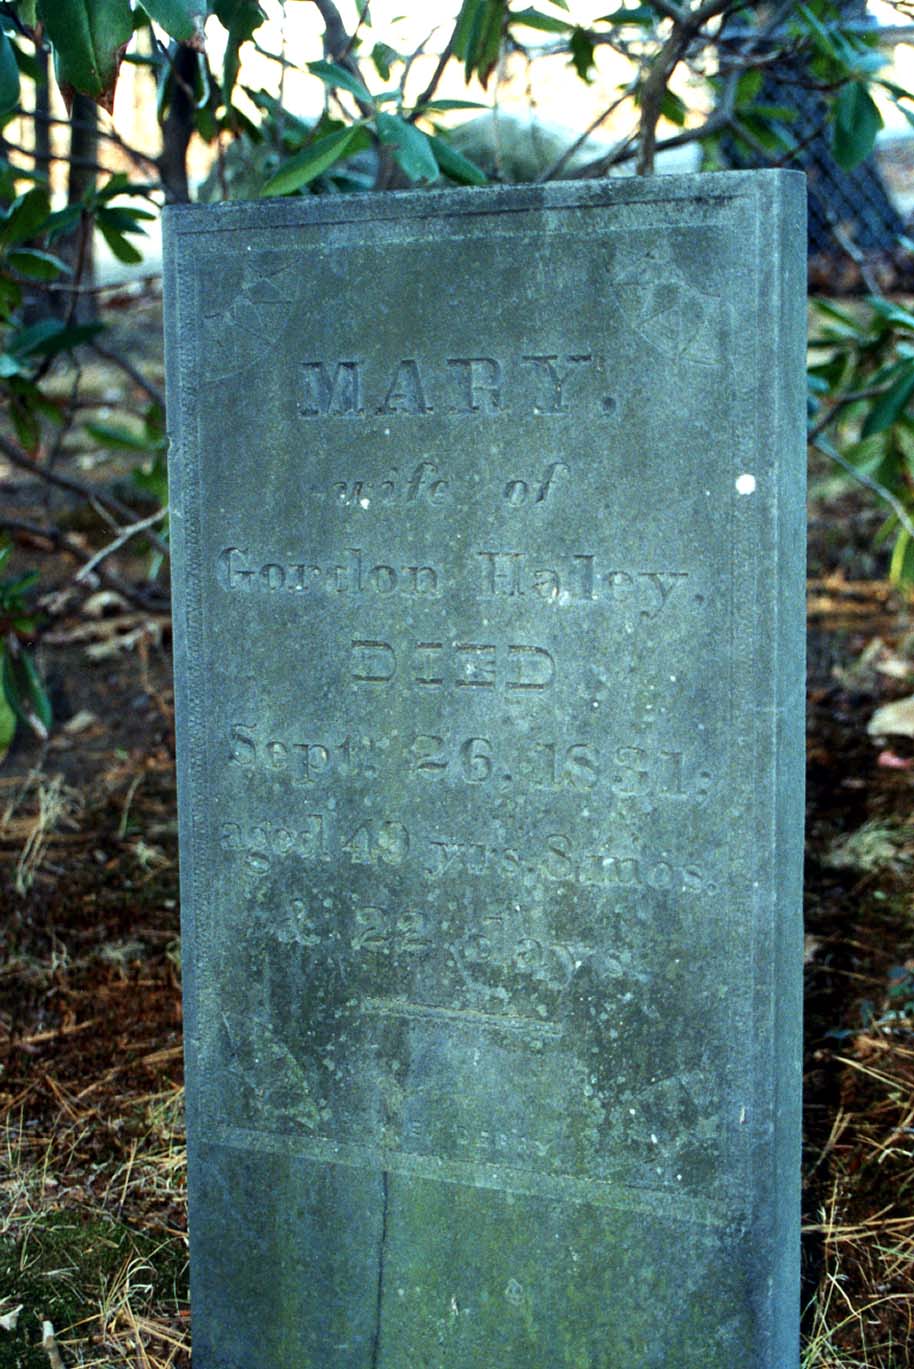 MARY.
wife of
Gordon Haley.
DIED
Sept. 26. 1831.
aged 49 yrs. 8 mos.
& 22 days